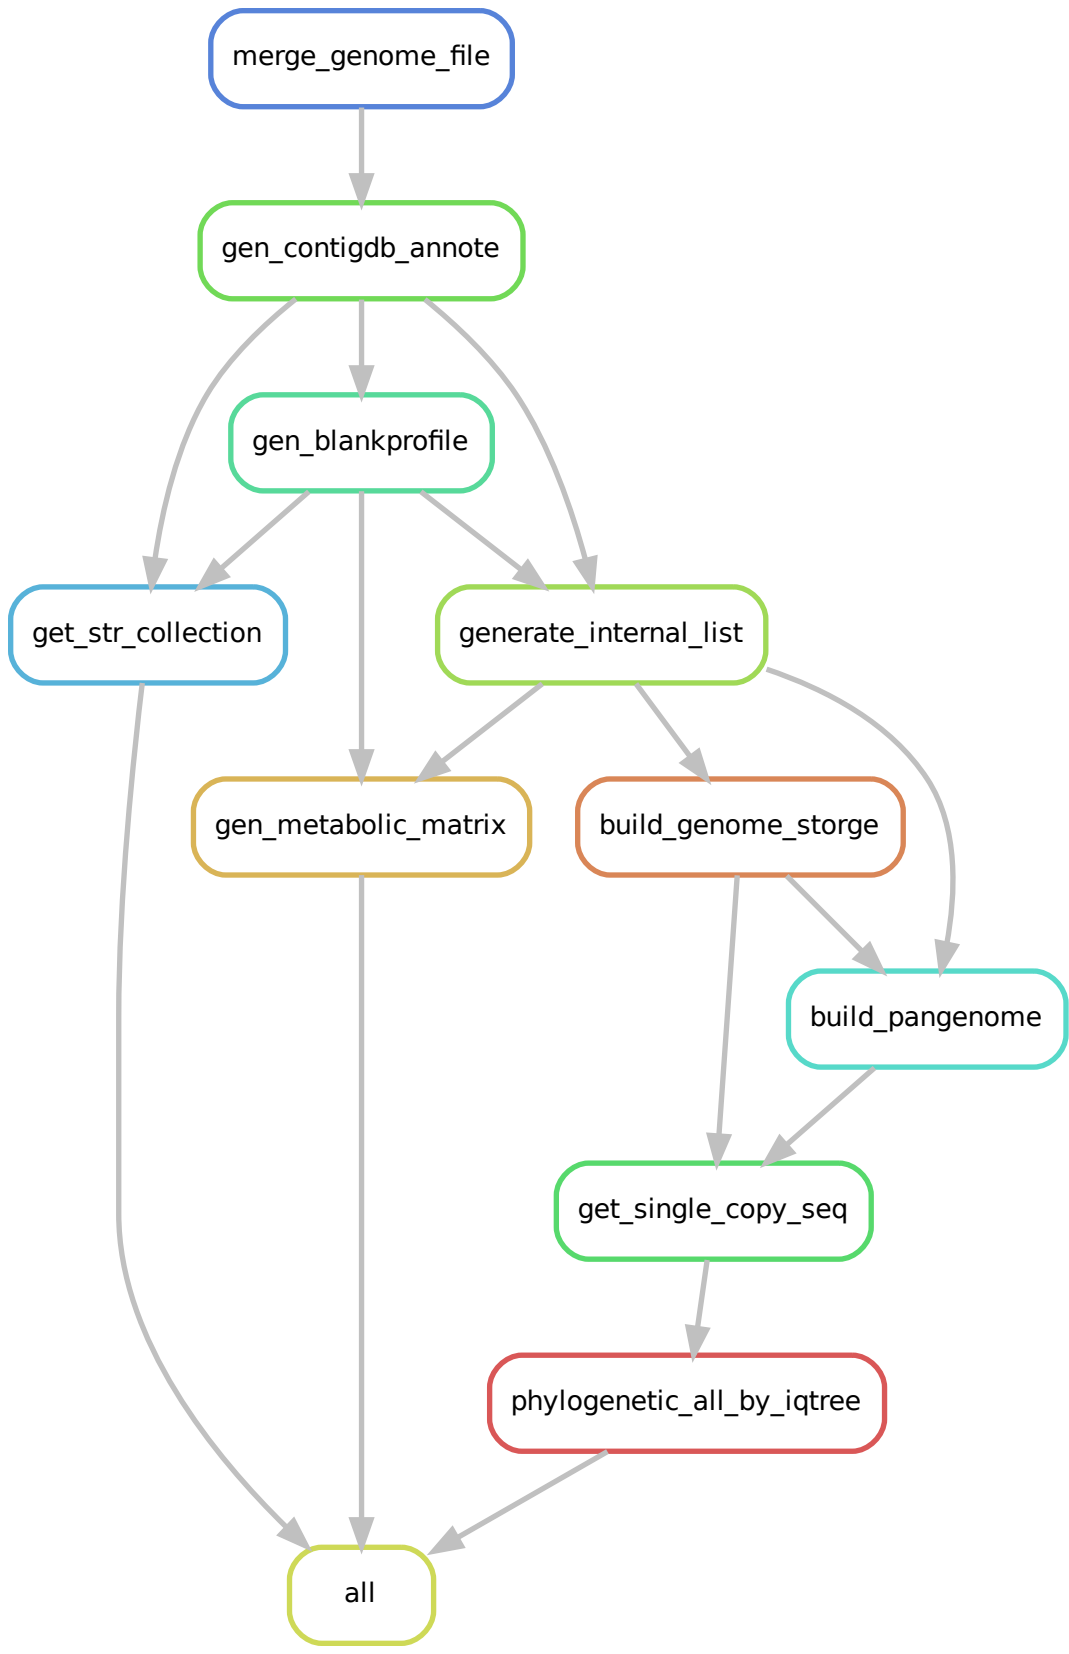 merge_genome_file
gen_contigdb_annote
gen_blankprofile
get_str_collection
generate_internal_list
gen_metabolic_matrix
build_genome_storge
build_pangenome
get_single_copy_seq
phylogenetic_all_by_iqtree
all